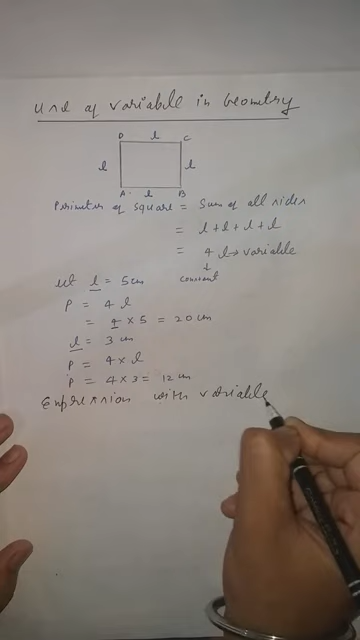 Use of variable in Geometry
D l C
l l
A l B
Perimeter of square = Sum of all sides
= l + l + l + l
= 4 l → variable
↓
constant
let l = 5 cm
P = 4 l
= 4 × 5 = 20 cm
l = 3 cm
P = 4 × l
P = 4 × 3 = 12 cm
Expression with variable